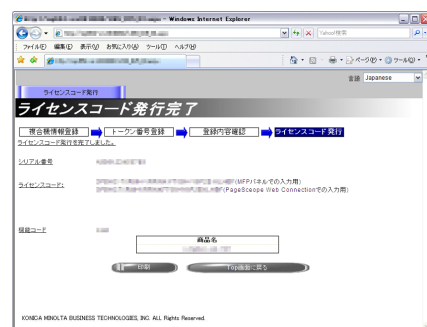 - Windows Internet Explorer
Yahoo!検索
ファイル(F) 編集(E) 表示(V) お気に入り(A) ツール(T) ヘルプ(H)
ページ(P) ツール(O)
言語 Japanese
ライセンスコード発行
ライセンスコード発行完了
複合機情報登録 トークン番号登録 登録内容確認 ライセンスコード発行
ライセンスコード発行を完了しました。
シリアル番号
ライセンスコード: (MFPパネルでの入力用)
(PageScope Web Connectionでの入力用)
機能コード
商品名
印刷 Top画面に戻る
KONICA MINOLTA BUSINESS TECHNOLOGIES, INC. ALL Rights Reserved.